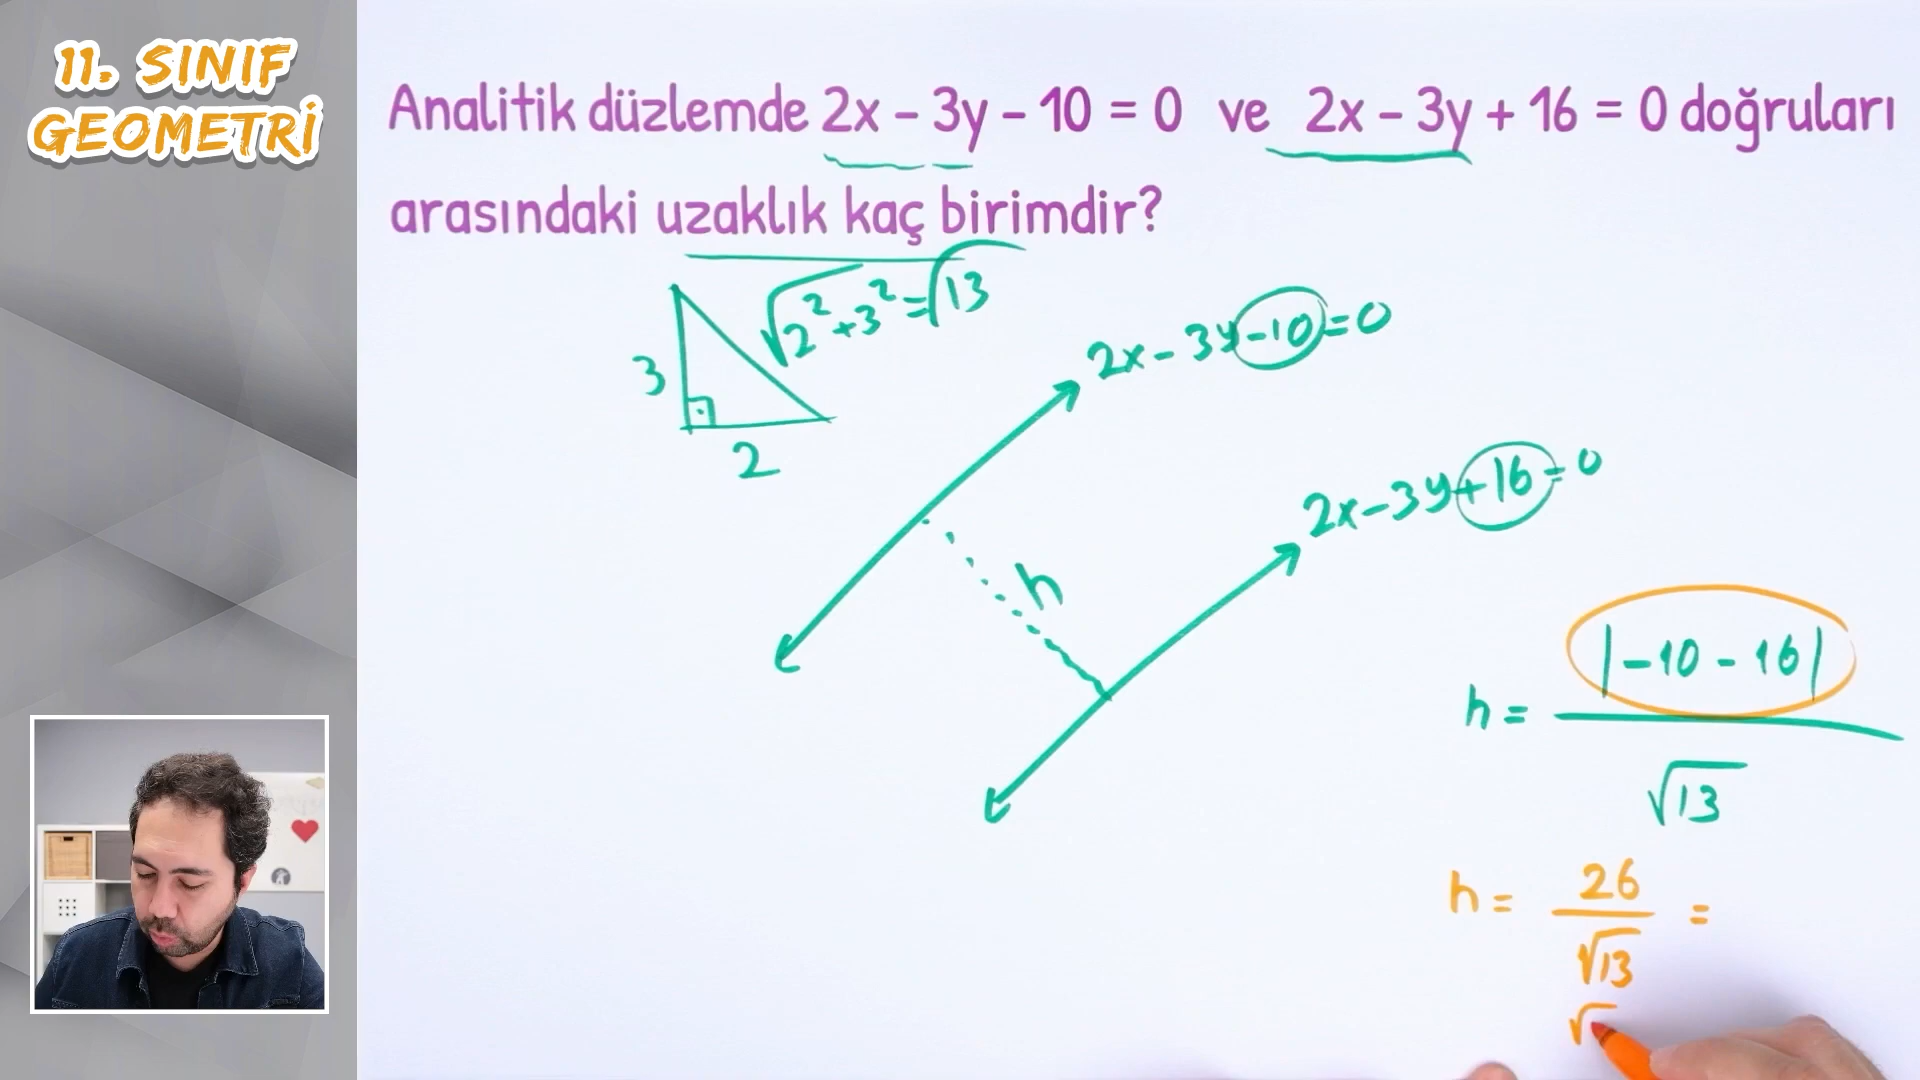 11. SINIF
GEOMETRİ
Analitik düzlemde 2x - 3y - 10 = 0 ve 2x - 3y + 16 = 0 doğruları
arasındaki uzaklık kaç birimdir?
√2²+3² = √13
3
2
2x - 3y - 10 = 0
2x - 3y + 16 = 0
h
h = |-10 - 16| / √13
h = 26 / √13 =
√